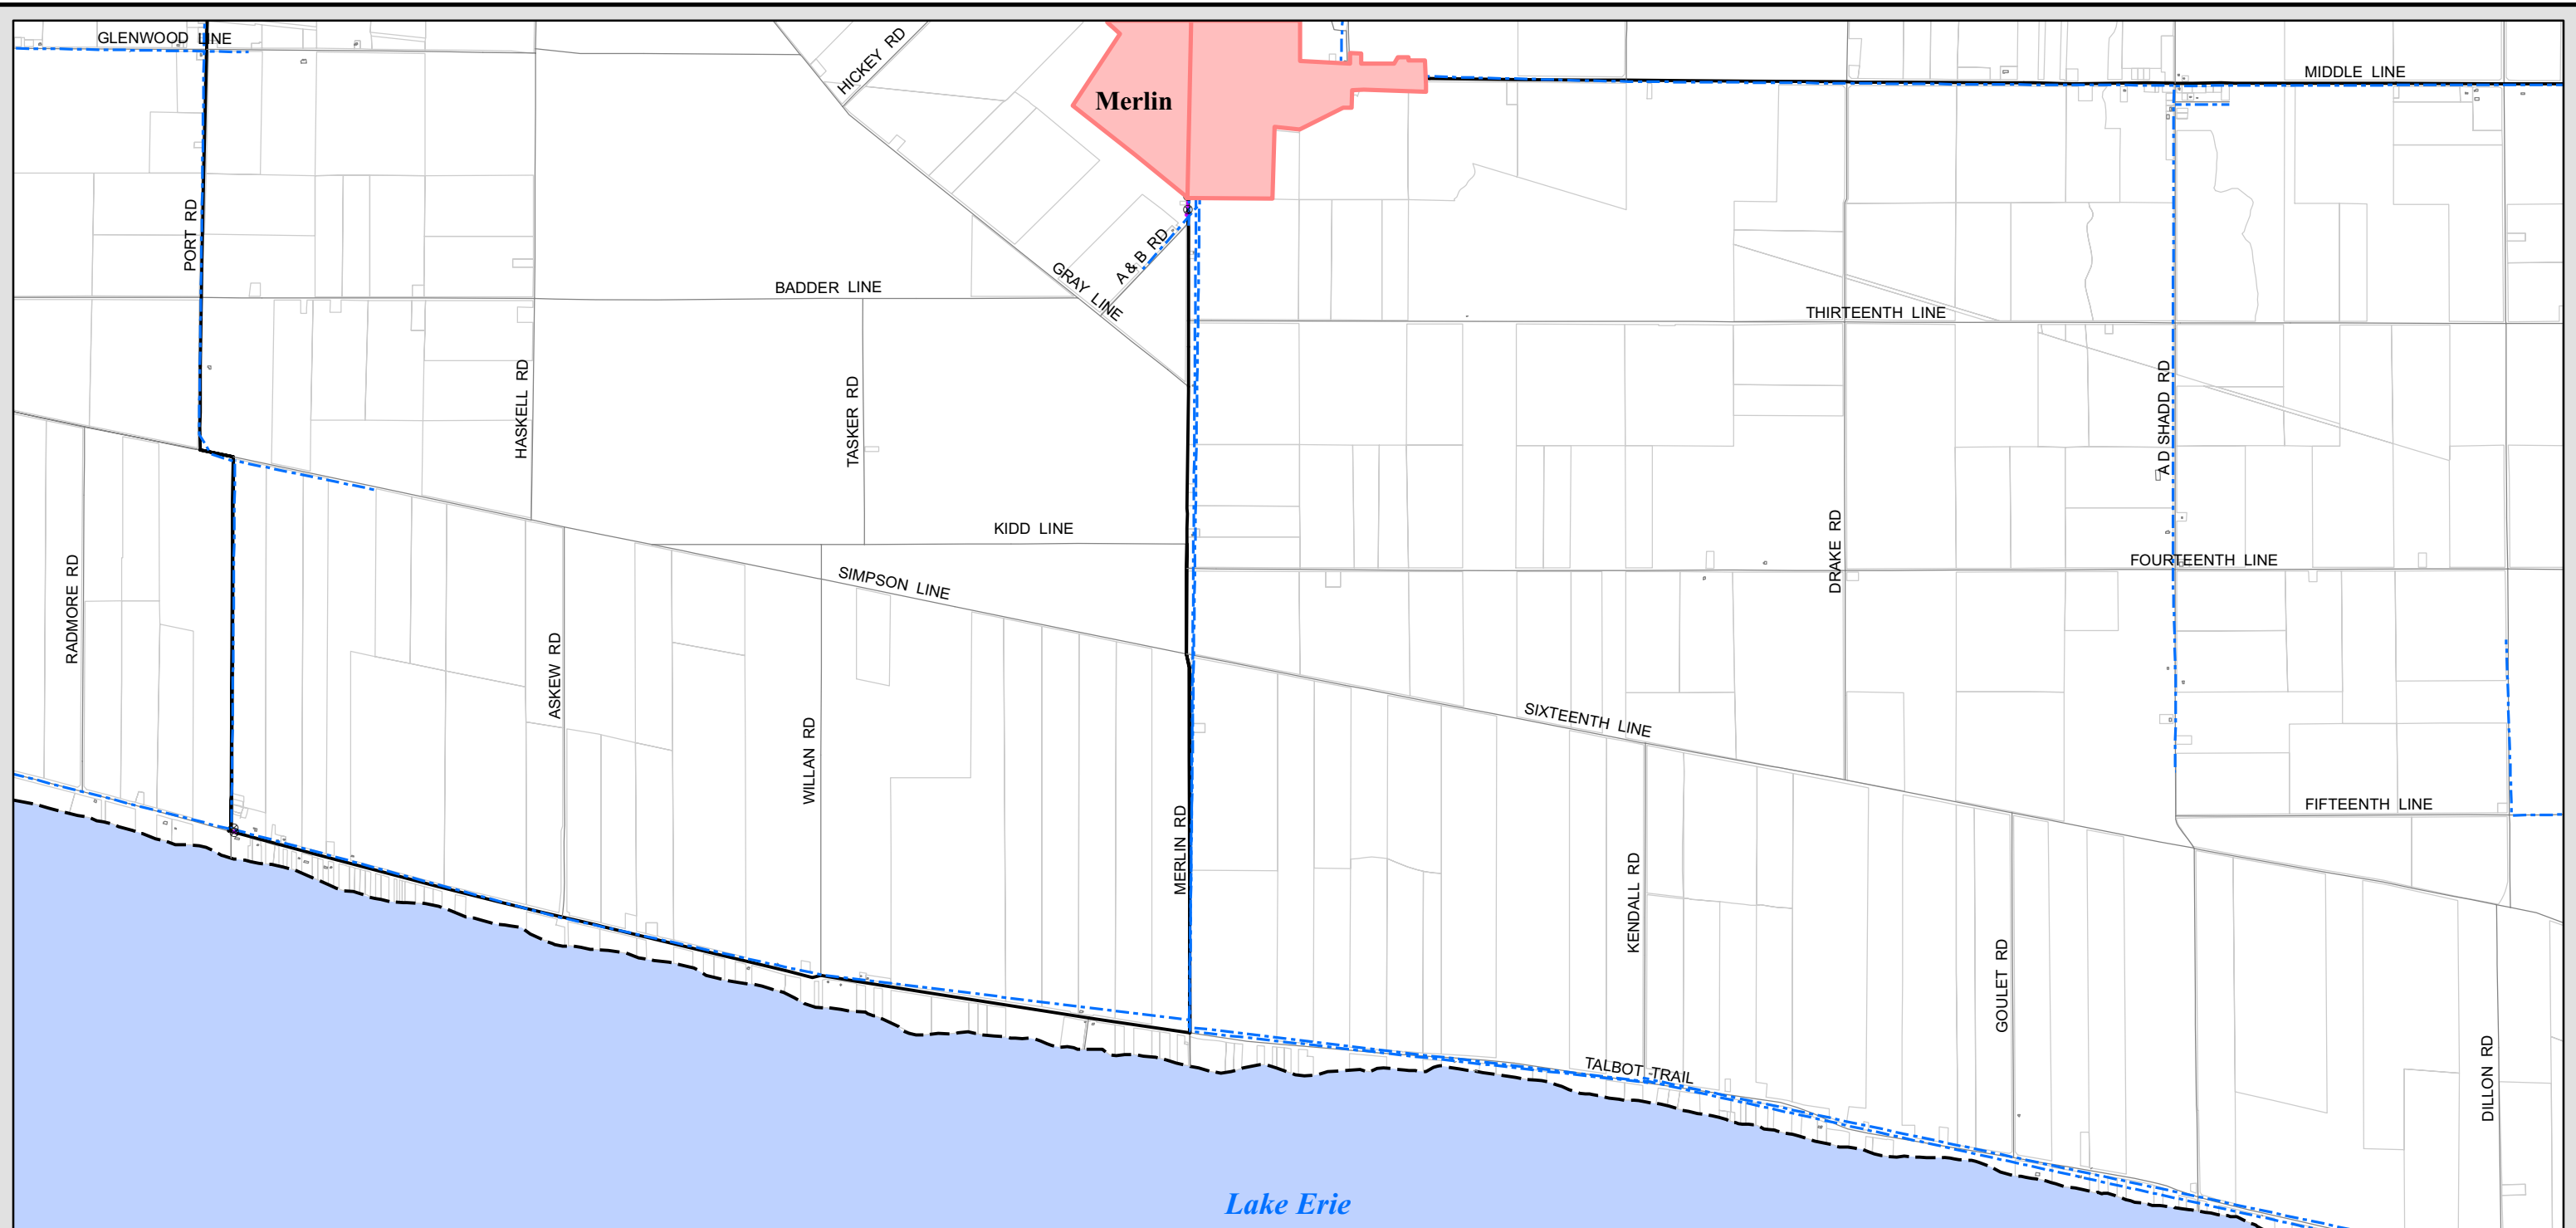 GLENWOOD LINE
HICKEY RD
Merlin
MIDDLE LINE
PORT RD
A & B RD
GRAY LINE
BADDER LINE
THIRTEENTH LINE
HASKELL RD
TASKER RD
A D SHADD RD
KIDD LINE
DRAKE RD
FOURTEENTH LINE
RADMORE RD
SIMPSON LINE
ASKEW RD
WILLAN RD
SIXTEENTH LINE
MERLIN RD
FIFTEENTH LINE
KENDALL RD
GOULET RD
TALBOT TRAIL
DILLON RD
Lake Erie